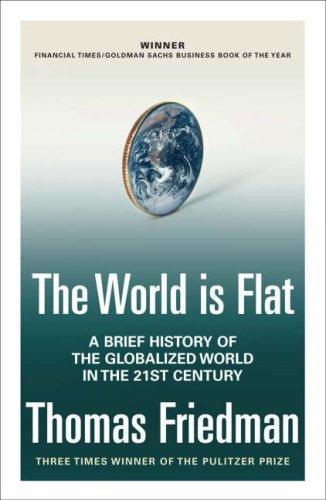 WINNER
FINANCIAL TIMES/GOLDMAN SACHS BUSINESS BOOK OF THE YEAR
The World is Flat
A BRIEF HISTORY OF
THE GLOBALIZED WORLD
IN THE 21ST CENTURY
Thomas Friedman
THREE TIMES WINNER OF THE PULITZER PRIZE